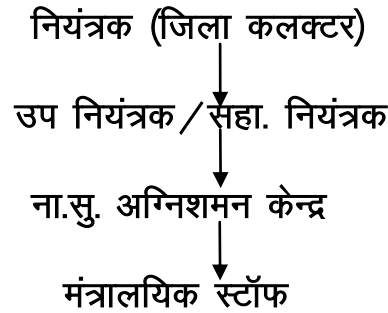 नियंत्रक (जिला कलक्टर)
उप नियंत्रक/सहा. नियंत्रक
ना.सु. अग्निशमन केन्द्र
मंत्रालयिक स्टॉफ